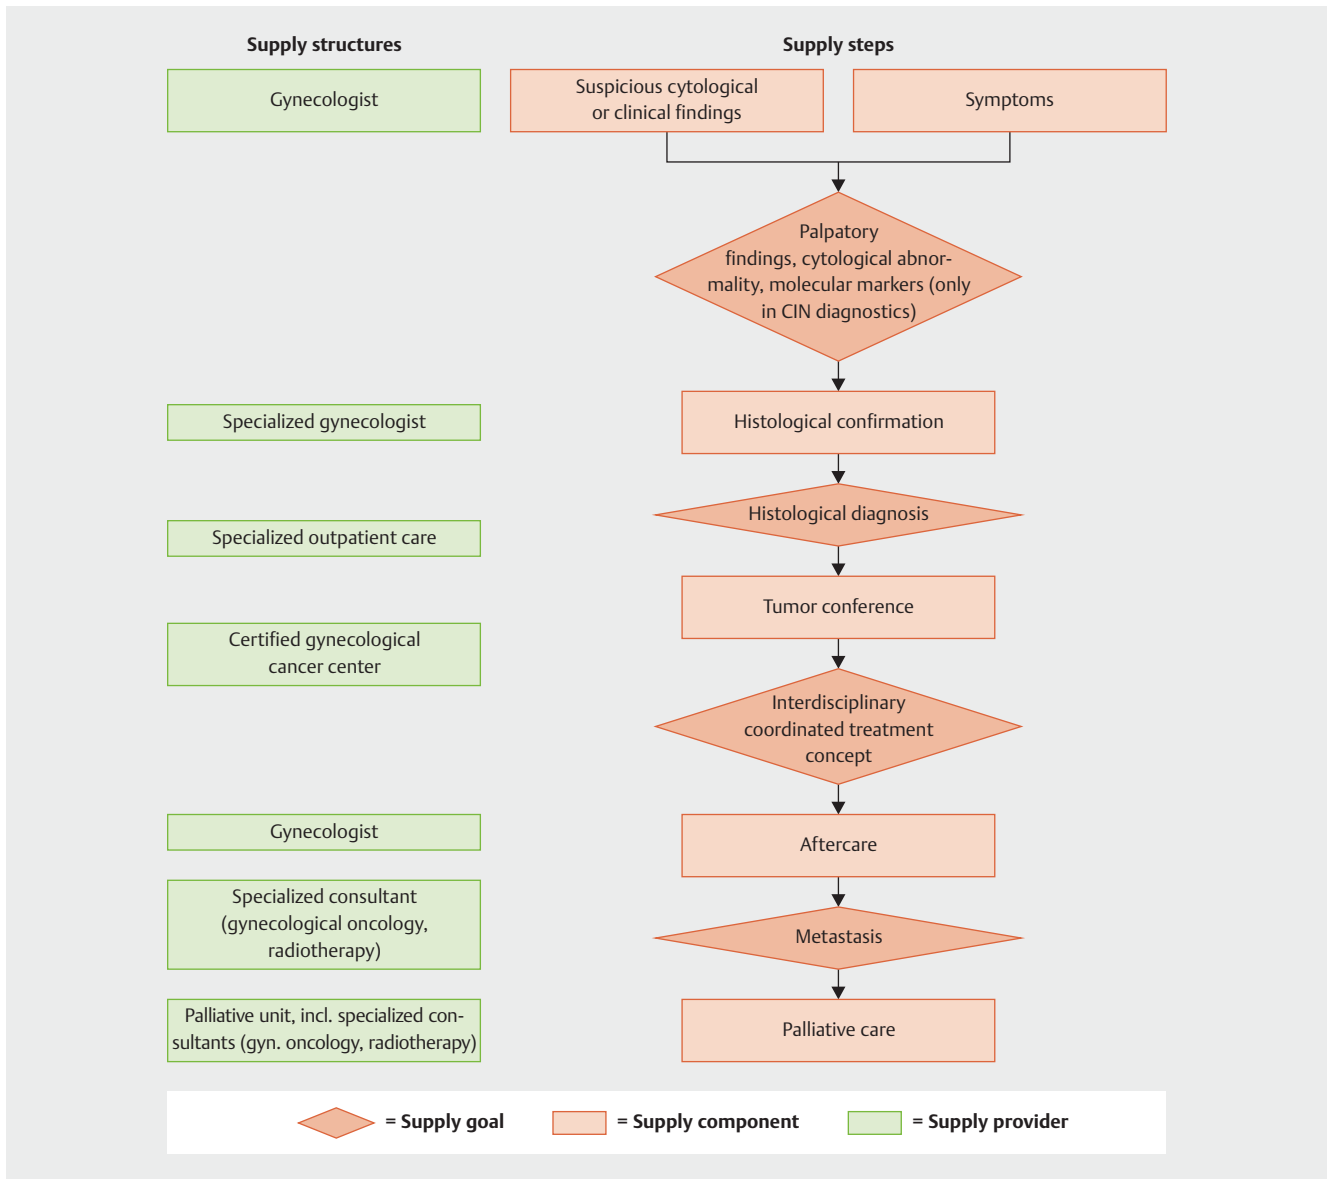 Supply structures
Supply steps
Gynecologist
Suspicious cytological
or clinical findings
Symptoms
Palpatory
findings, cytological abnor-
mality, molecular markers (only
in CIN diagnostics)
Specialized gynecologist
Histological confirmation
Histological diagnosis
Specialized outpatient care
Tumor conference
Certified gynecological
cancer center
Interdisciplinary
coordinated treatment
concept
Gynecologist
Aftercare
Specialized consultant
(gynecological oncology,
radiotherapy)
Metastasis
Palliative unit, incl. specialized con-
sultants (gyn. oncology, radiotherapy)
Palliative care
= Supply goal
= Supply component
= Supply provider